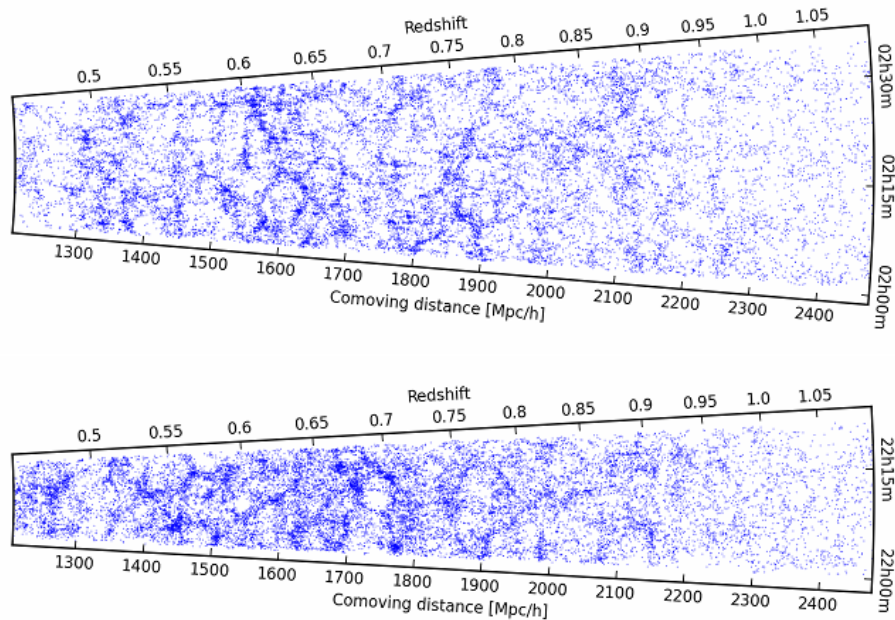 Redshift
0.5 0.55 0.6 0.65 0.7 0.75 0.8 0.85 0.9 0.95 1.0 1.05
02h30m
02h15m
02h00m
1300 1400 1500 1600 1700 1800 1900 2000 2100 2200 2300 2400
Comoving distance [Mpc/h]
Redshift
0.5 0.55 0.6 0.65 0.7 0.75 0.8 0.85 0.9 0.95 1.0 1.05
22h15m
22h00m
1300 1400 1500 1600 1700 1800 1900 2000 2100 2200 2300 2400
Comoving distance [Mpc/h]